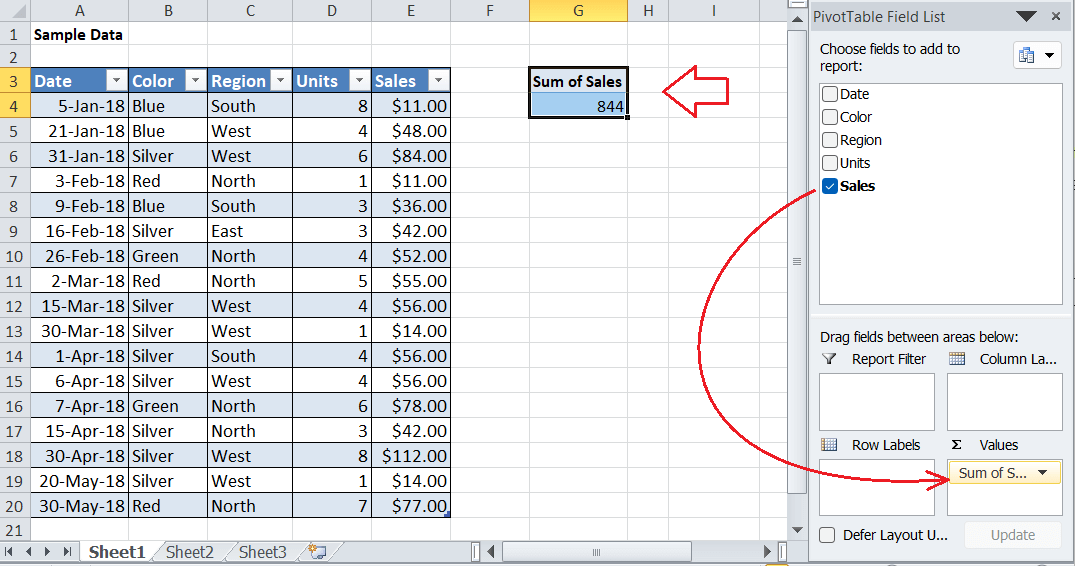 A B C D E F G H I
1 Sample Data
2
3 Date Color Region Units Sales Sum of Sales
4 5-Jan-18 Blue South 8 $11.00 844
5 21-Jan-18 Blue West 4 $48.00
6 31-Jan-18 Silver West 6 $84.00
7 3-Feb-18 Red North 1 $11.00
8 9-Feb-18 Blue South 3 $36.00
9 16-Feb-18 Silver East 3 $42.00
10 26-Feb-18 Green North 4 $52.00
11 2-Mar-18 Red North 5 $55.00
12 15-Mar-18 Silver West 4 $56.00
13 30-Mar-18 Silver West 1 $14.00
14 1-Apr-18 Silver South 4 $56.00
15 6-Apr-18 Silver West 4 $56.00
16 7-Apr-18 Green North 6 $78.00
17 15-Apr-18 Silver North 3 $42.00
18 30-Apr-18 Silver West 8 $112.00
19 20-May-18 Silver West 1 $14.00
20 30-May-18 Red North 7 $77.00
21
Sheet1 Sheet2 Sheet3
PivotTable Field List
Choose fields to add to
report:
Date
Color
Region
Units
Sales
Drag fields between areas below:
Report Filter Column La...
Row Labels Σ Values
Sum of S...
Defer Layout U... Update